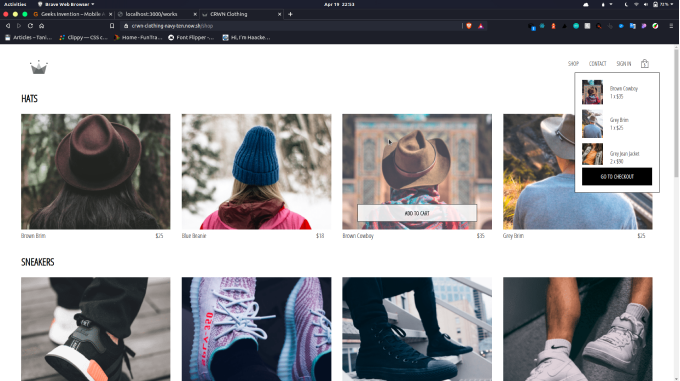 Activities
Brave Web Browser
Apr 19 22:53
72%
Geeks Invention – Mobile A
localhost:3000/works
CRWN Clothing
crwn-clothing-navy-ten.now.sh/shop
Articles – Tani...
Clippy — CSS c...
Home - FunTra...
Font Flipper -...
Hi, I'm Haacke...
SHOP
CONTACT
SIGN IN
HATS
Brown Cowboy
1 x $35
Grey Brim
1 x $25
Grey Jean Jacket
2 x $90
GO TO CHECKOUT
ADD TO CART
Brown Brim $25
Blue Beanie $18
Brown Cowboy $35
Grey Brim $25
SNEAKERS